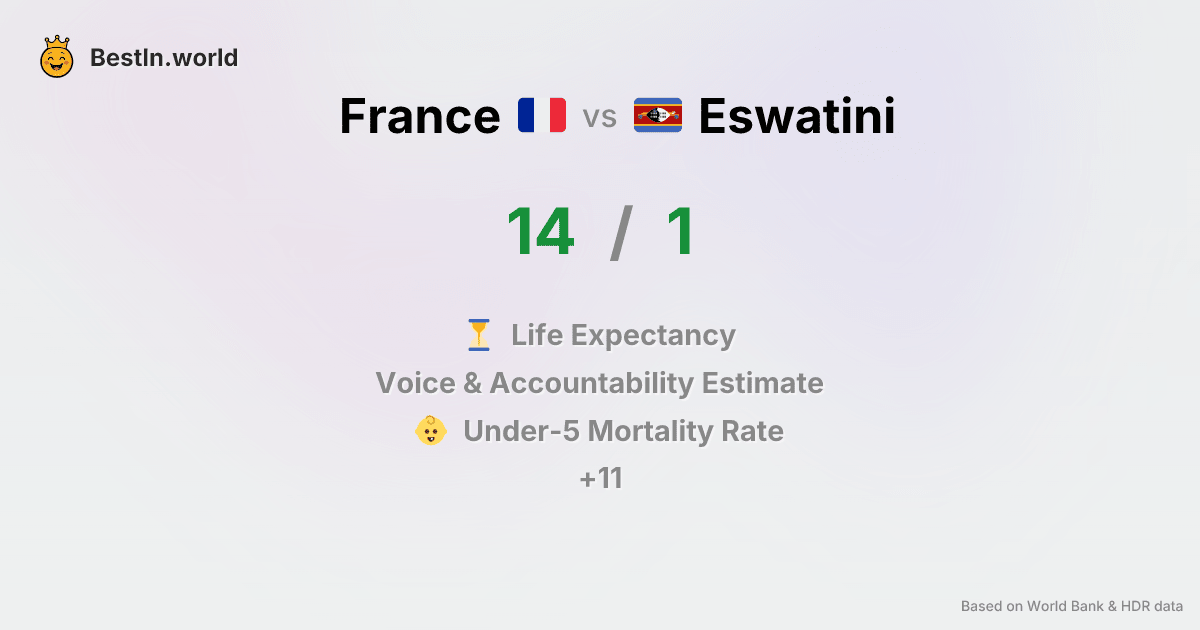 BestIn.world
France vs Eswatini
14 / 1
Life Expectancy
Voice & Accountability Estimate
Under-5 Mortality Rate
+11
Based on World Bank & HDR data